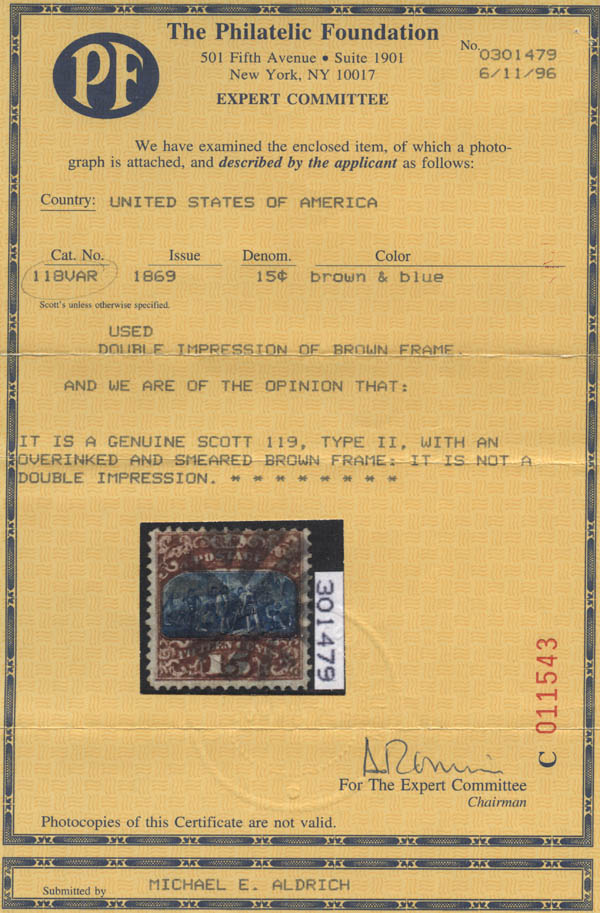 The Philatelic Foundation
PF
501 Fifth Avenue • Suite 1901
New York, NY 10017
EXPERT COMMITTEE
No. 0301479
6/11/96
We have examined the enclosed item, of which a photo-
graph is attached, and described by the applicant as follows:
Country: UNITED STATES OF AMERICA
Cat. No. Issue Denom. Color
118VAR 1869 15¢ brown & blue
Scott's unless otherwise specified.
USED
DOUBLE IMPRESSION OF BROWN FRAME.
AND WE ARE OF THE OPINION THAT:
IT IS A GENUINE SCOTT 119, TYPE II, WITH AN
OVERINKED AND SMEARED BROWN FRAME: IT IS NOT A
DOUBLE IMPRESSION. * * * * * * * *
POSTAGE
15
301479
C 011543
For The Expert Committee
Chairman
Photocopies of this Certificate are not valid.
Submitted by MICHAEL E. ALDRICH